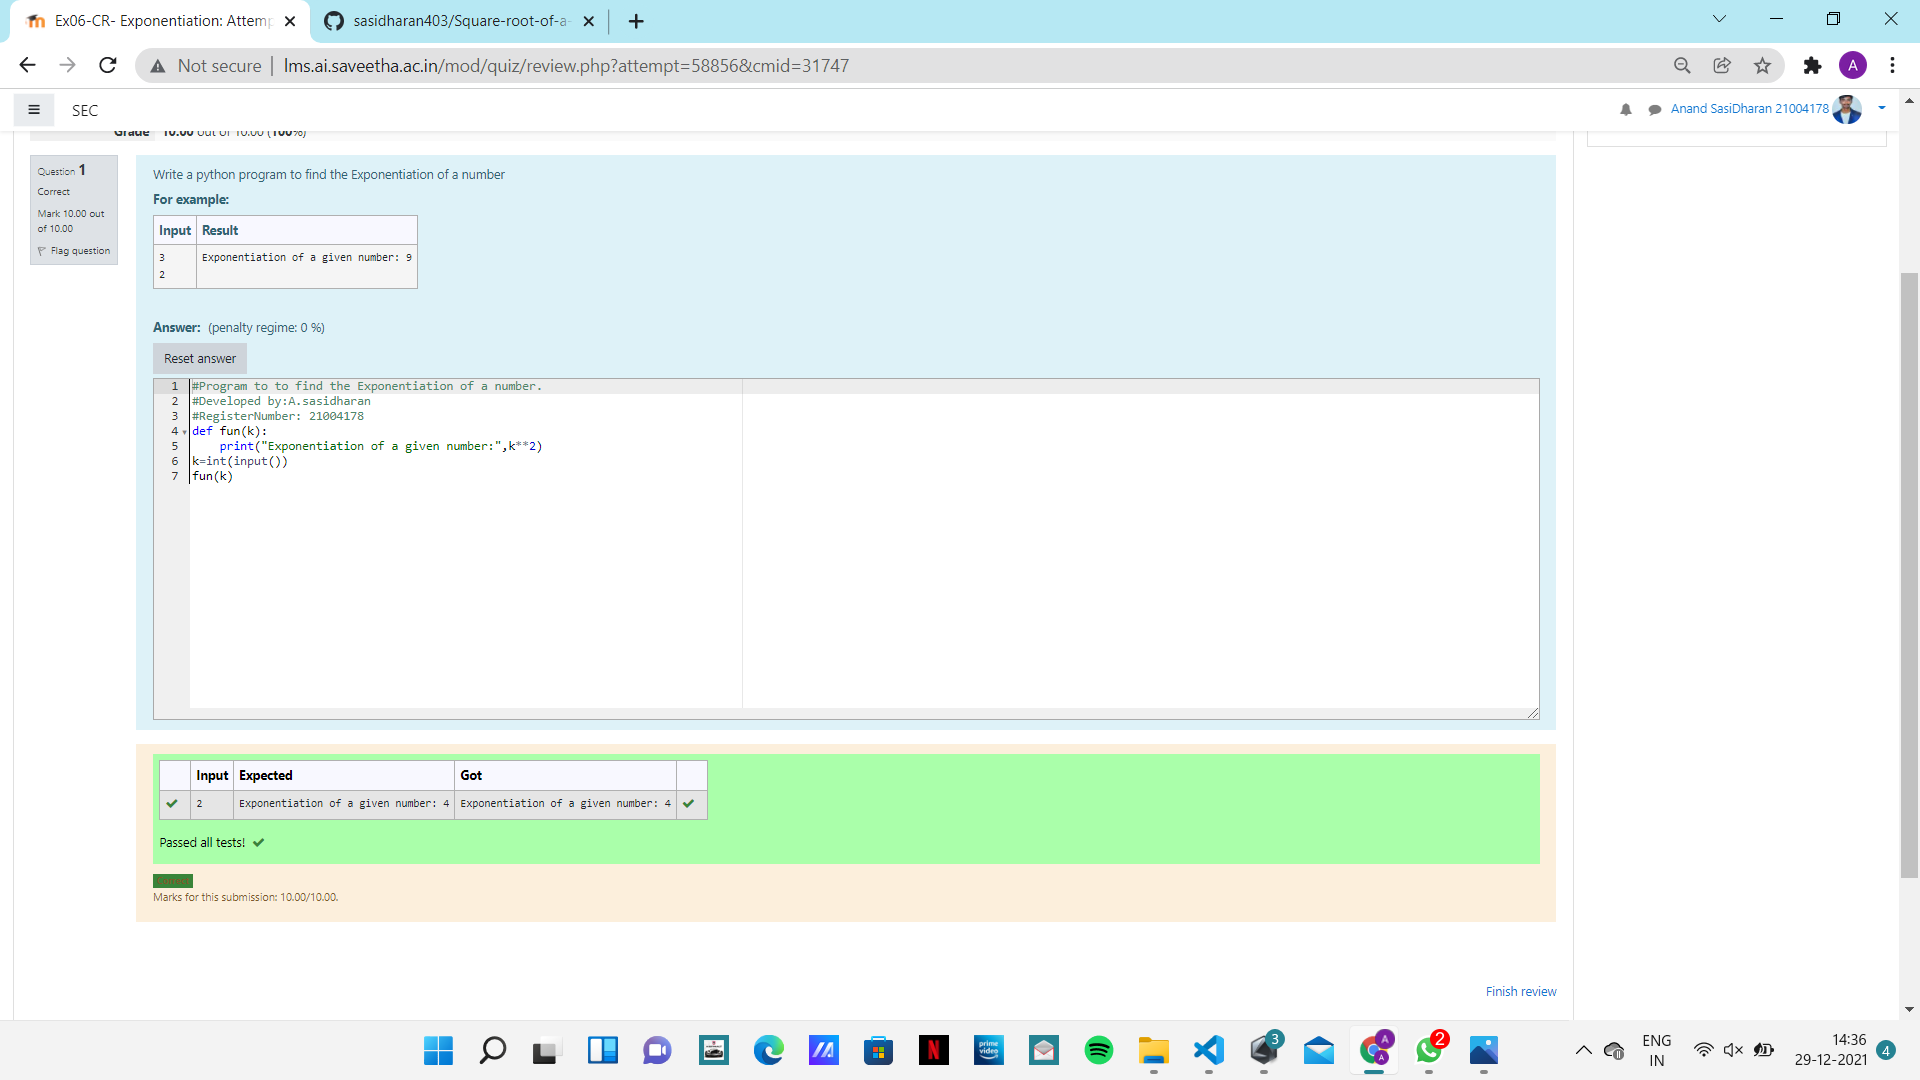 Ex06-CR- Exponentiation: Attem
sasidharan403/Square-root-of-a-
Not secure
lms.ai.saveetha.ac.in/mod/quiz/review.php?attempt=58856&cmid=31747
A
SEC
Anand SasiDharan 21004178
Grade 10.00 out of 10.00 (100%)
Question 1
Correct
Mark 10.00 out
of 10.00
Flag question
Write a python program to find the Exponentiation of a number
For example:
Input Result
3 Exponentiation of a given number: 9
2
Answer: (penalty regime: 0 %)
Reset answer
1 #Program to to find the Exponentiation of a number.
2 #Developed by:A.sasidharan
3 #RegisterNumber: 21004178
4 def fun(k):
5 print("Exponentiation of a given number:",k**2)
6 k=int(input())
7 fun(k)
Input Expected Got
2 Exponentiation of a given number: 4 Exponentiation of a given number: 4
Passed all tests!
Marks for this submission: 10.00/10.00.
Finish review
N
prime video
3
A
A
2
ENG
IN
14:36
29-12-2021
4